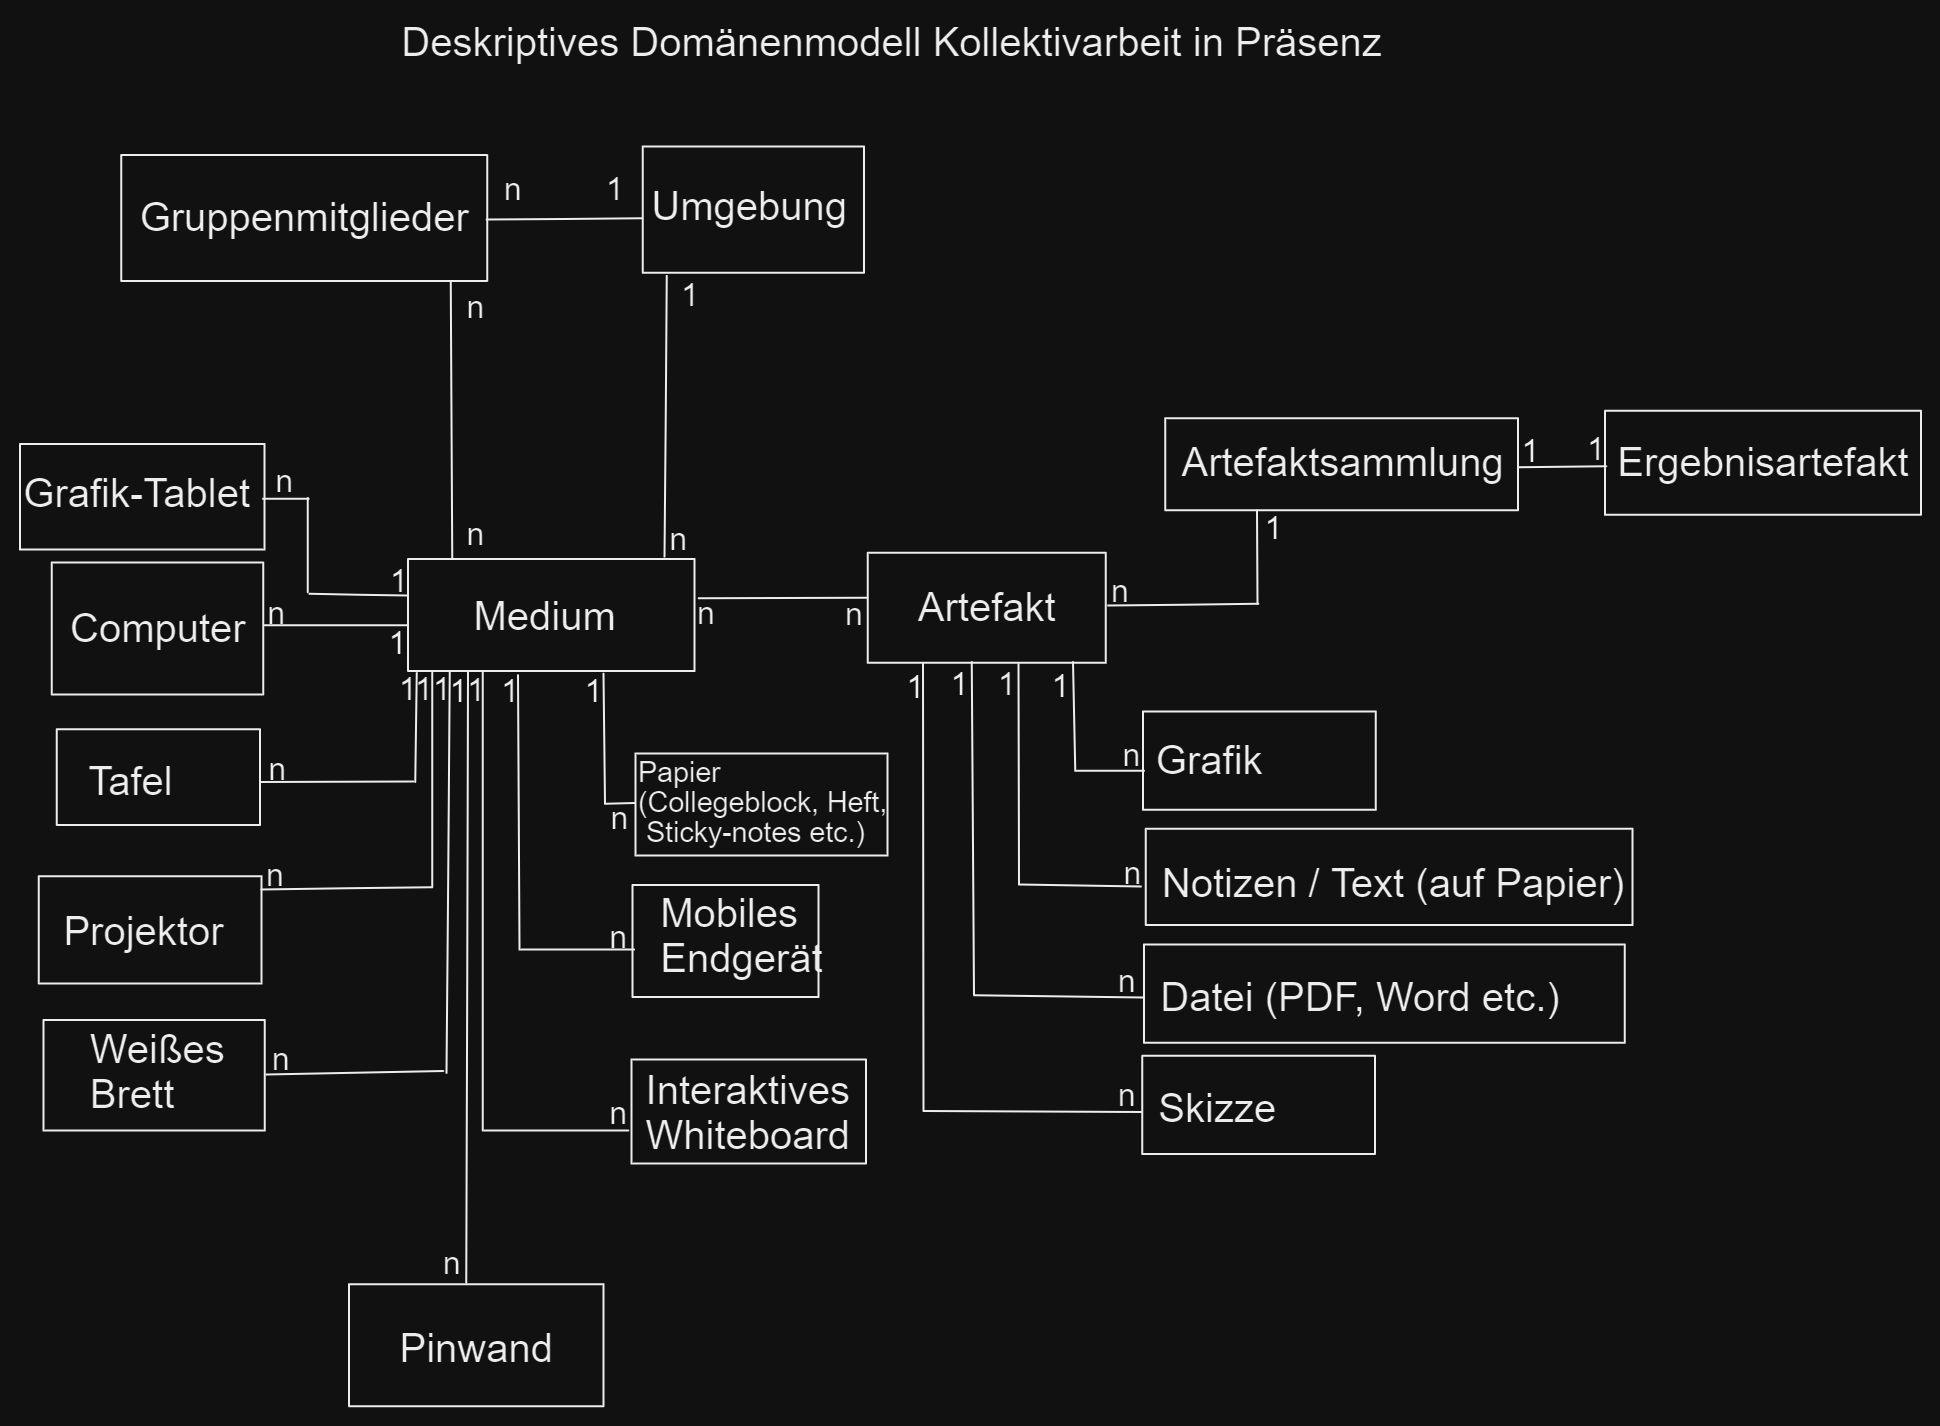 Deskriptives Domänenmodell Kollektivarbeit in Präsenz
Gruppenmitglieder
n
1
Umgebung
n
1
Grafik-Tablet
n
n
n
1
Computer
n
1
Medium
n
n
Artefakt
n
1
Artefaktsammlung
1
1
Ergebnisartefakt
1
1
1
1
1
1
1
1
1
1
1
Tafel
n
Projektor
n
Weißes
Brett
n
Papier
(Collegeblock, Heft,
Sticky-notes etc.)
n
Mobiles
Endgerät
n
Interaktives
Whiteboard
n
n
Pinwand
n
Grafik
n
Notizen / Text (auf Papier)
n
Datei (PDF, Word etc.)
n
Skizze